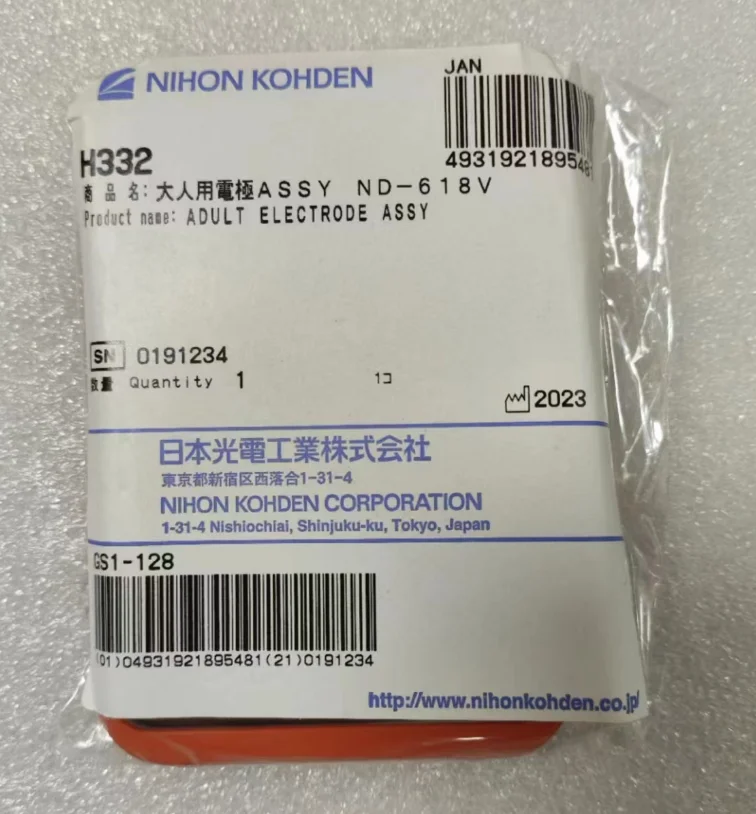 NIHON KOHDEN
JAN
4931921895481
H332
商品名: 大人用電極ASSY ND-618V
Product name: ADULT ELECTRODE ASSY
SN 0191234
数量 Quantity 1 1コ
2023
日本光電工業株式会社
東京都新宿区西落合1-31-4
NIHON KOHDEN CORPORATION
1-31-4 Nishiochiai, Shinjuku-ku, Tokyo, Japan
GS1-128
(01)04931921895481(21)0191234
http://www.nihonkohden.co.jp/